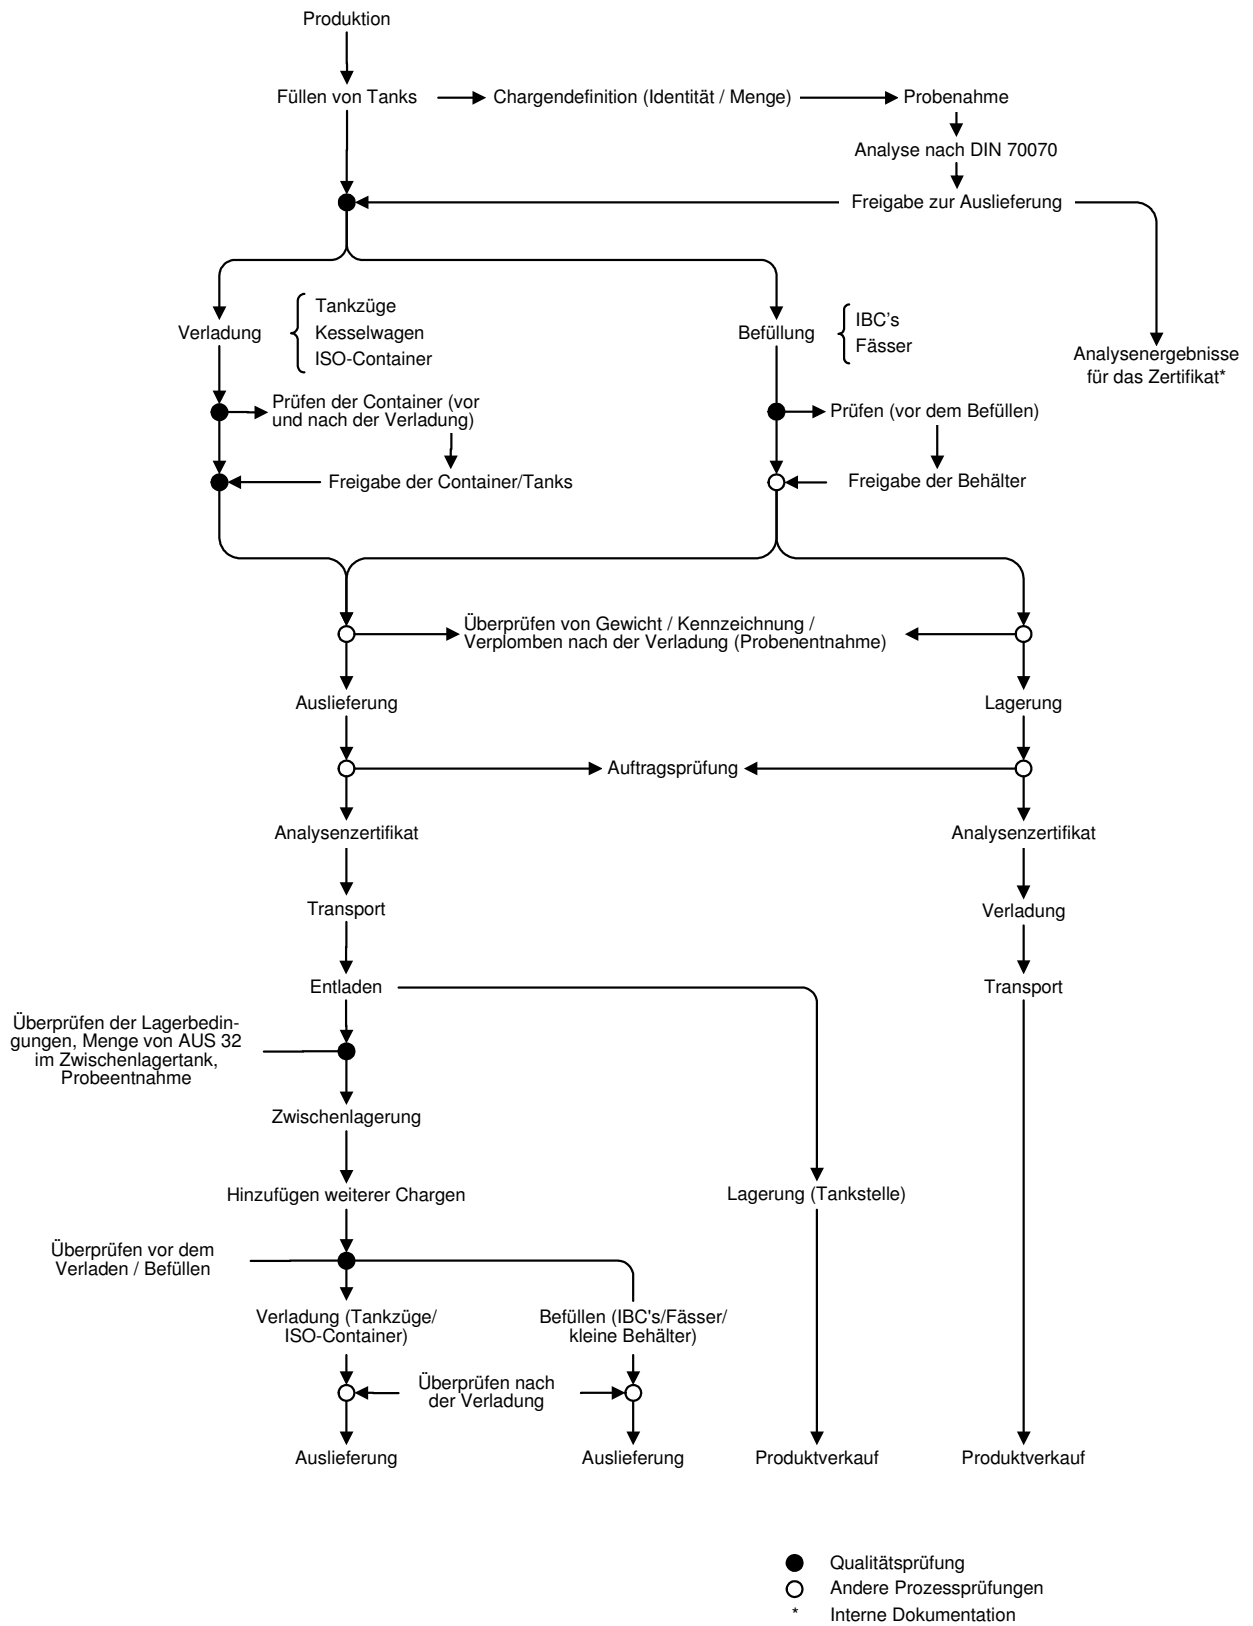 Produktion
Füllen von Tanks
Chargendefinition (Identität / Menge)
Probenahme
Analyse nach DIN 70070
Freigabe zur Auslieferung
Verladung
Tankzüge
Kesselwagen
ISO-Container
Befüllung
IBC's
Fässer
Analysenergebnisse
für das Zertifikat*
Prüfen der Container (vor
und nach der Verladung)
Prüfen (vor dem Befüllen)
Freigabe der Container/Tanks
Freigabe der Behälter
Überprüfen von Gewicht / Kennzeichnung /
Verplomben nach der Verladung (Probenentnahme)
Auslieferung
Lagerung
Auftragsprüfung
Analysenzertifikat
Analysenzertifikat
Transport
Verladung
Entladen
Transport
Überprüfen der Lagerbedin-
gungen, Menge von AUS 32
im Zwischenlagertank,
Probeentnahme
Zwischenlagerung
Hinzufügen weiterer Chargen
Lagerung (Tankstelle)
Überprüfen vor dem
Verladen / Befüllen
Verladung (Tankzüge/
ISO-Container)
Befüllen (IBC's/Fässer/
kleine Behälter)
Überprüfen nach
der Verladung
Auslieferung
Auslieferung
Produktverkauf
Produktverkauf
Qualitätsprüfung
Andere Prozessprüfungen
* Interne Dokumentation